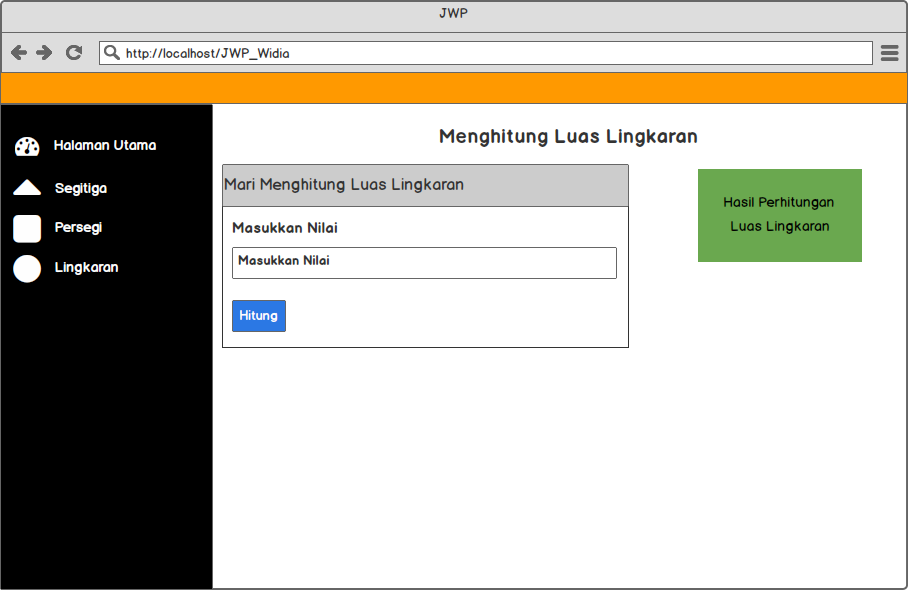 JWP
http://localhost/JWP_Widia
Halaman Utama
Segitiga
Persegi
Lingkaran
Menghitung Luas Lingkaran
Mari Menghitung Luas Lingkaran
Masukkan Nilai
Masukkan Nilai
Hitung
Hasil Perhitungan
Luas Lingkaran